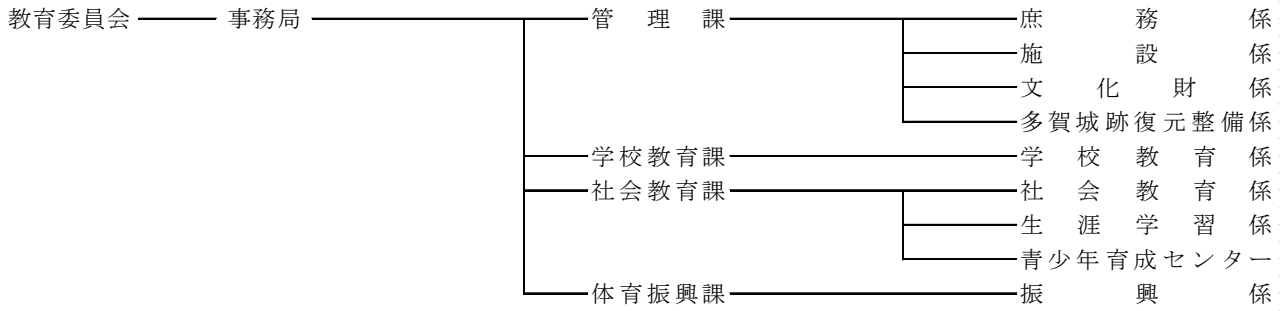 教育委員会 事務局 管理課 庶務係
施設係
文化財係
多賀城跡復元整備係
学校教育課 学校教育係
社会教育課 社会教育係
生涯学習係
青少年育成センター
体育振興課 振興係